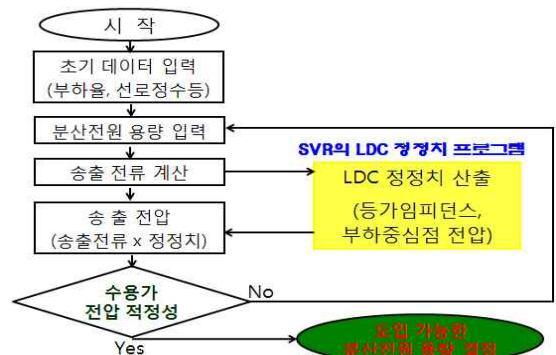 시 작
초기 데이터 입력
(부하율, 선로정수등)
분산전원 용량 입력
SVR의 LDC 정정치 프로그램
송출 전류 계산
LDC 정정치 산출
(등가임피던스,
부하중심점 전압)
송 출 전압
(송출전류 x 정정치)
수용가
전압 적정성
No
Yes
도입 가능한
분산전원 용량 결정